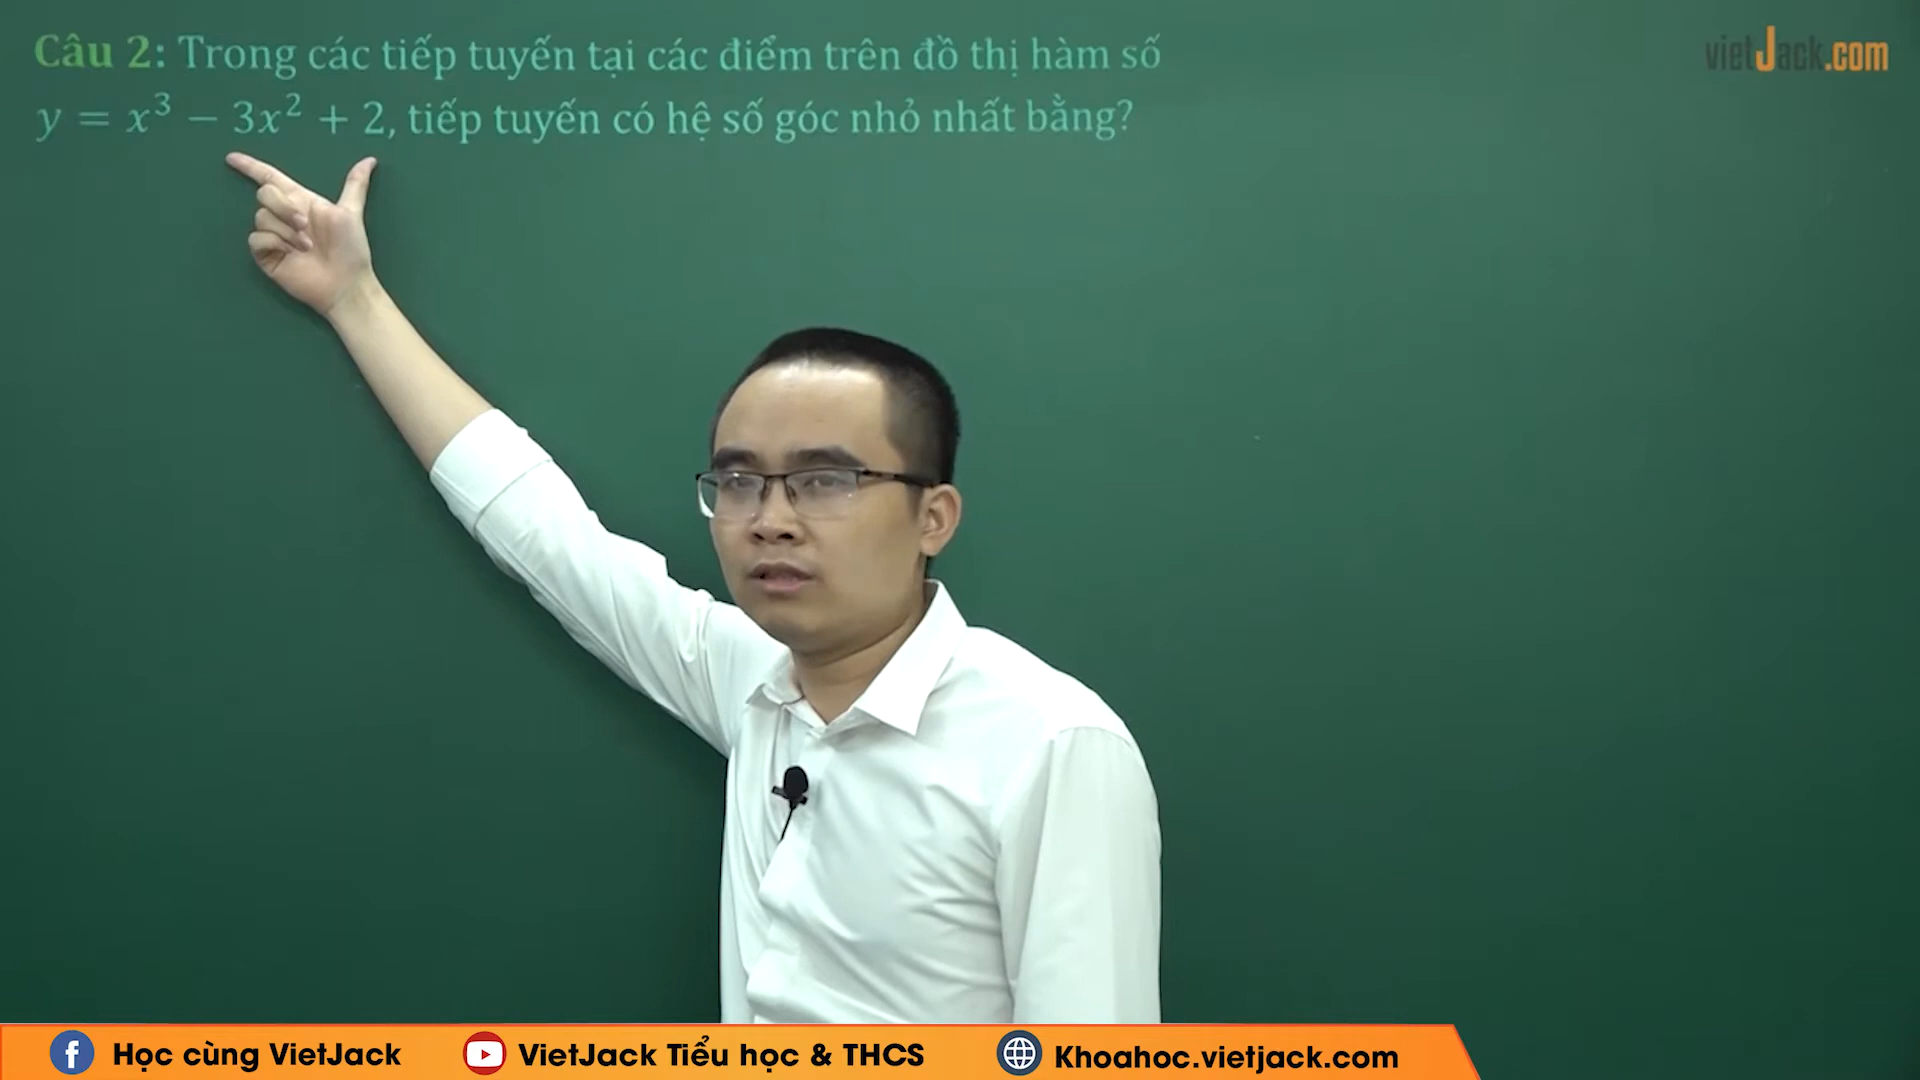 Câu 2: Trong các tiếp tuyến tại các điểm trên đồ thị hàm số
y = x³ − 3x² + 2, tiếp tuyến có hệ số góc nhỏ nhất bằng?
vietJack.com
Học cùng VietJack
VietJack Tiểu học & THCS
Khoahoc.vietjack.com